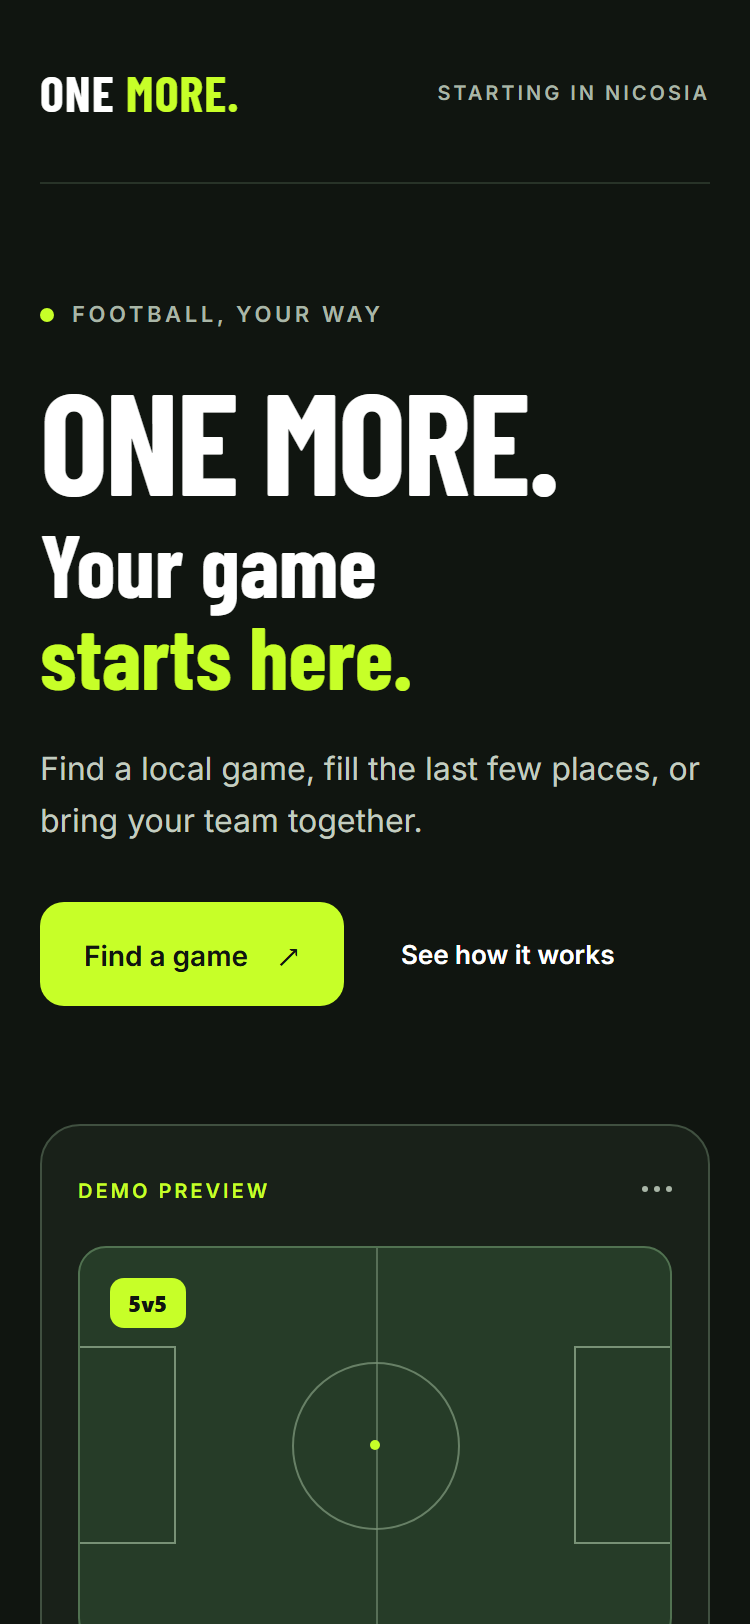 ONE MORE.
STARTING IN NICOSIA
FOOTBALL, YOUR WAY
ONE MORE.
Your game
starts here.
Find a local game, fill the last few places, or
bring your team together.
Find a game ↗
See how it works
DEMO PREVIEW
5v5